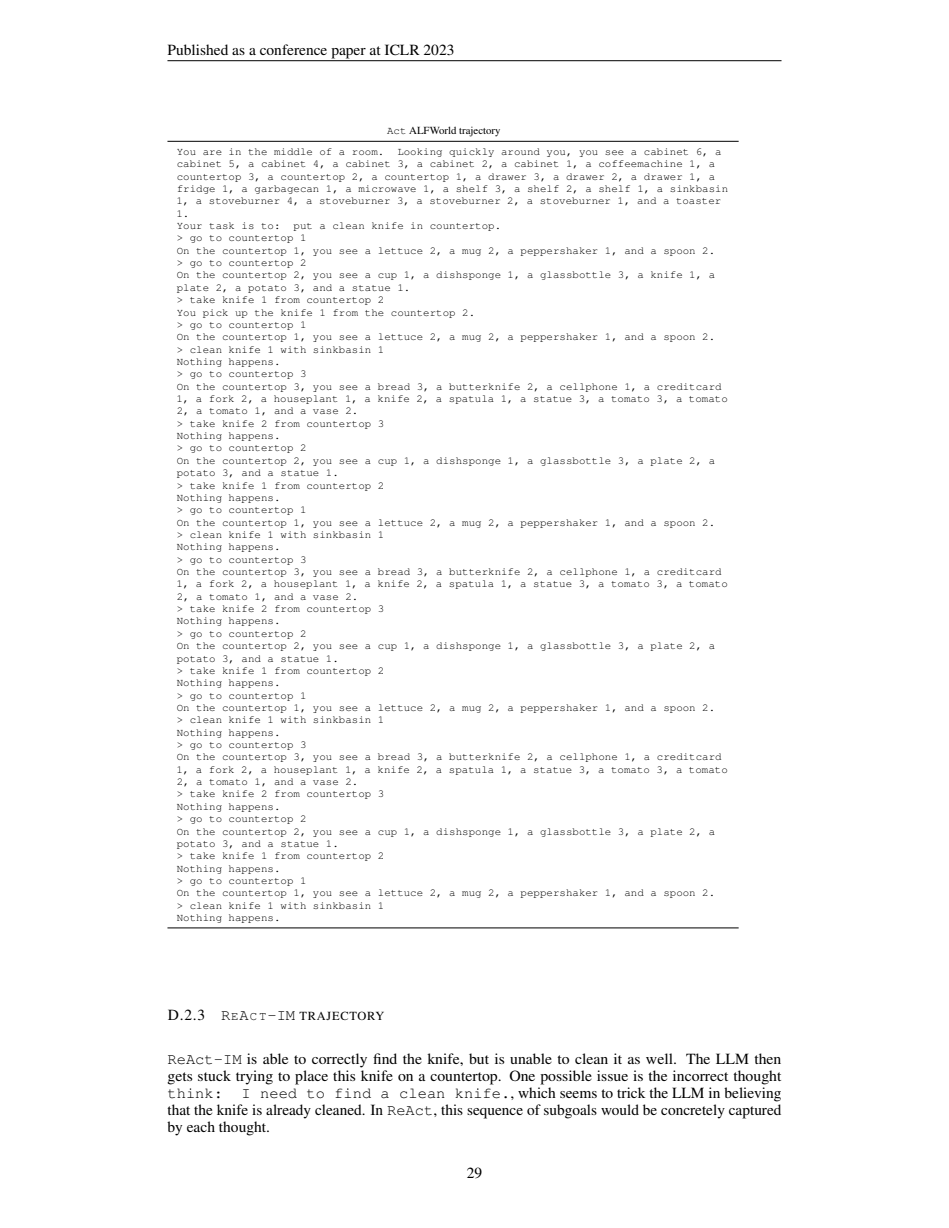 Published as a conference paper at ICLR 2023
Act ALFWorld trajectory
You are in the middle of a room. Looking quickly around you, you see a cabinet 6, a
cabinet 5, a cabinet 4, a cabinet 3, a cabinet 2, a cabinet 1, a coffeemachine 1, a
countertop 3, a countertop 2, a countertop 1, a drawer 3, a drawer 2, a drawer 1, a
fridge 1, a garbagecan 1, a microwave 1, a shelf 3, a shelf 2, a shelf 1, a sinkbasin
1, a stoveburner 4, a stoveburner 3, a stoveburner 2, a stoveburner 1, and a toaster
1.
Your task is to: put a clean knife in countertop.
> go to countertop 1
On the countertop 1, you see a lettuce 2, a mug 2, a peppershaker 1, and a spoon 2.
> go to countertop 2
On the countertop 2, you see a cup 1, a dishsponge 1, a glassbottle 3, a knife 1, a
plate 2, a potato 3, and a statue 1.
> take knife 1 from countertop 2
You pick up the knife 1 from the countertop 2.
> go to countertop 1
On the countertop 1, you see a lettuce 2, a mug 2, a peppershaker 1, and a spoon 2.
> clean knife 1 with sinkbasin 1
Nothing happens.
> go to countertop 3
On the countertop 3, you see a bread 3, a butterknife 2, a cellphone 1, a creditcard
1, a fork 2, a houseplant 1, a knife 2, a spatula 1, a statue 3, a tomato 3, a tomato
2, a tomato 1, and a vase 2.
> take knife 2 from countertop 3
Nothing happens.
> go to countertop 2
On the countertop 2, you see a cup 1, a dishsponge 1, a glassbottle 3, a plate 2, a
potato 3, and a statue 1.
> take knife 1 from countertop 2
Nothing happens.
> go to countertop 1
On the countertop 1, you see a lettuce 2, a mug 2, a peppershaker 1, and a spoon 2.
> clean knife 1 with sinkbasin 1
Nothing happens.
> go to countertop 3
On the countertop 3, you see a bread 3, a butterknife 2, a cellphone 1, a creditcard
1, a fork 2, a houseplant 1, a knife 2, a spatula 1, a statue 3, a tomato 3, a tomato
2, a tomato 1, and a vase 2.
> take knife 2 from countertop 3
Nothing happens.
> go to countertop 2
On the countertop 2, you see a cup 1, a dishsponge 1, a glassbottle 3, a plate 2, a
potato 3, and a statue 1.
> take knife 1 from countertop 2
Nothing happens.
> go to countertop 1
On the countertop 1, you see a lettuce 2, a mug 2, a peppershaker 1, and a spoon 2.
> clean knife 1 with sinkbasin 1
Nothing happens.
> go to countertop 3
On the countertop 3, you see a bread 3, a butterknife 2, a cellphone 1, a creditcard
1, a fork 2, a houseplant 1, a knife 2, a spatula 1, a statue 3, a tomato 3, a tomato
2, a tomato 1, and a vase 2.
> take knife 2 from countertop 3
Nothing happens.
> go to countertop 2
On the countertop 2, you see a cup 1, a dishsponge 1, a glassbottle 3, a plate 2, a
potato 3, and a statue 1.
> take knife 1 from countertop 2
Nothing happens.
> go to countertop 1
On the countertop 1, you see a lettuce 2, a mug 2, a peppershaker 1, and a spoon 2.
> clean knife 1 with sinkbasin 1
Nothing happens.
D.2.3 REACT-IM TRAJECTORY
ReAct-IM is able to correctly find the knife, but is unable to clean it as well. The LLM then
gets stuck trying to place this knife on a countertop. One possible issue is the incorrect thought
think: I need to find a clean knife., which seems to trick the LLM in believing
that the knife is already cleaned. In ReAct, this sequence of subgoals would be concretely captured
by each thought.
29